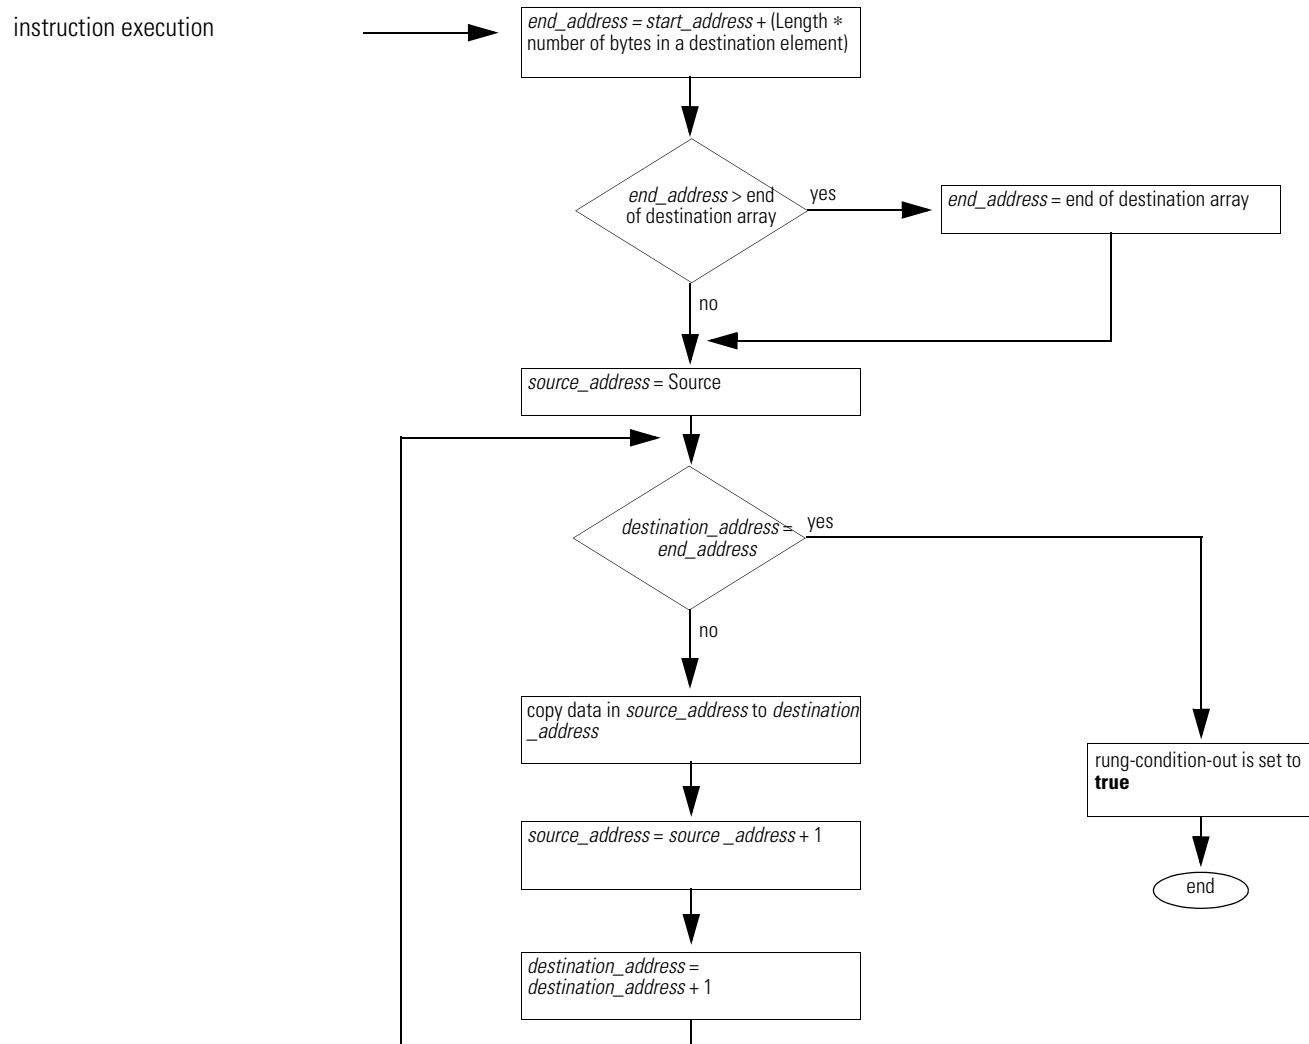 instruction execution
end_address = start_address + (Length *
number of bytes in a destination element)
end_address > end
of destination array
yes
end_address = end of destination array
no
source_address = Source
destination_address =
end_address
yes
no
copy data in source_address to destination
_address
rung-condition-out is set to
true
source_address = source _address + 1
end
destination_address =
destination_address + 1